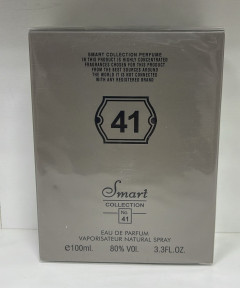 SMART COLLECTION PERFUME
IN THIS PRODUCT IS HIGHLY CONCENTRATED
FRAGRANCES CHOSEN FOR THIS PRODUCT
FROM THE BEST SOURCES AROUND
THE WORLD IT IS NOT CONNECTED
WITH ANY REGISTERED BRAND
41
Smart
COLLECTION
No.
41
EAU DE PARFUM
VAPORISATEUR NATURAL SPRAY
℮100ml. 80% VOl. 3.3FL.OZ.